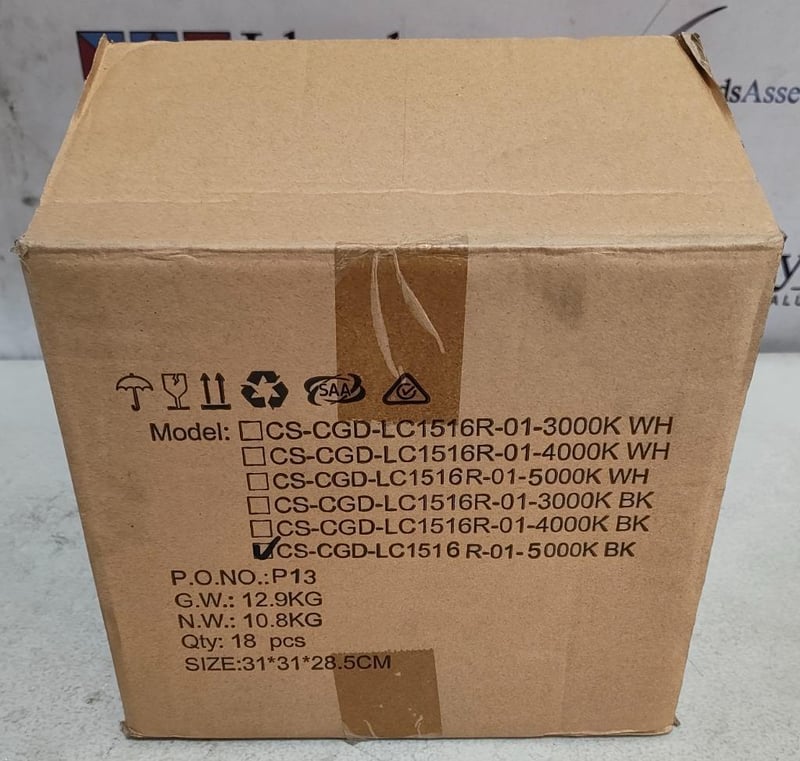 dsAsse
SAA
Model: CS-CGD-LC1516R-01-3000K WH
CS-CGD-LC1516R-01-4000K WH
CS-CGD-LC1516R-01-5000K WH
CS-CGD-LC1516R-01-3000K BK
CS-CGD-LC1516R-01-4000K BK
CS-CGD-LC1516R-01-5000K BK
P.O.NO.:P13
G.W.: 12.9KG
N.W.: 10.8KG
Qty: 18 pcs
SIZE:31*31*28.5CM